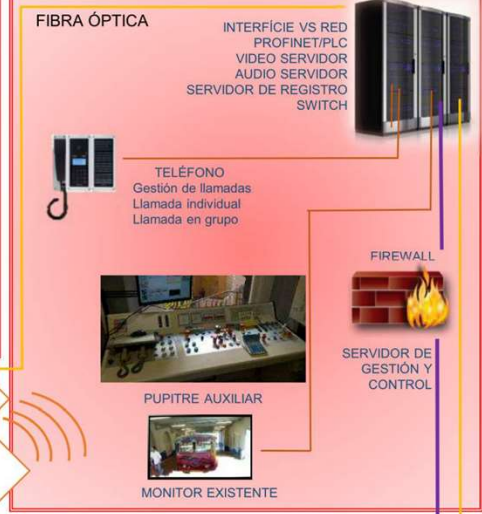 FIBRA ÓPTICA
INTERFÍCIE VS RED
PROFINET/PLC
VIDEO SERVIDOR
AUDIO SERVIDOR
SERVIDOR DE REGISTRO
SWITCH
TELÉFONO
Gestión de llamadas
Llamada individual
Llamada en grupo
FIREWALL
SERVIDOR DE
GESTIÓN Y
CONTROL
PUPITRE AUXILIAR
MONITOR EXISTENTE